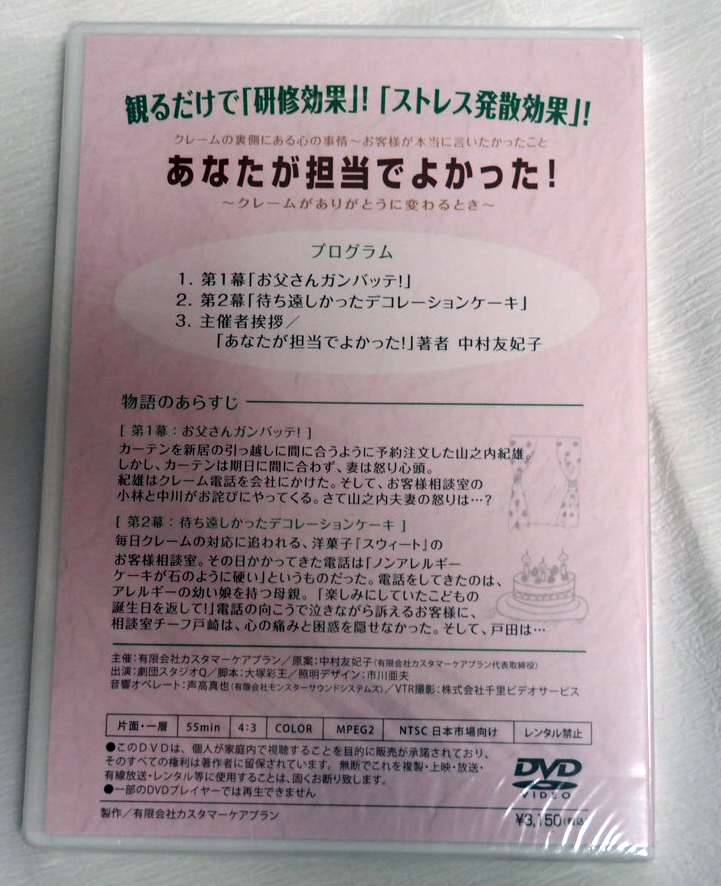 観るだけで「研修効果」!「ストレス発散効果」!
クレームの裏側にある心の事情～お客様が本当に言いたかったこと
あなたが担当でよかった!
～クレームがありがとうに変わるとき～
プログラム
1. 第1幕「お父さんガンバッテ!」
2. 第2幕「待ち遠しかったデコレーションケーキ」
3. 主催者挨拶／
「あなたが担当でよかった!」著者 中村友妃子
物語のあらすじ
[ 第1幕：お父さんガンバッテ! ]
カーテンを新居の引っ越しに間に合うように予約注文した山之内紀雄。
しかし、カーテンは期日に間に合わず、妻は怒り心頭。
紀雄はクレーム電話を会社にかけた。そして、お客様相談室の
小林と中川がお詫びにやってくる。さて山之内夫妻の怒りは…?
[ 第2幕：待ち遠しかったデコレーションケーキ ]
毎日クレームの対応に追われる、洋菓子『スウィート』の
お客様相談室。その日かかってきた電話は「ノンアレルギー
ケーキが石のように硬い」というものだった。電話をしてきたのは、
アレルギーの幼い娘を持つ母親。「楽しみにしていたこどもの
誕生日を返して!」電話の向こうで泣きながら訴えるお客様に、
相談室チーフ戸崎は、心の痛みと困惑を隠せなかった。そして、戸田は…
主催：有限会社カスタマーケアプラン／原案：中村友妃子（有限会社カスタマーケアプラン代表取締役）
出演：劇団スタジオQ／脚本：大塚彩王／照明デザイン：市川亜夫
音響オペレート：声高真也（有限会社モンスターサウンドシステムズ）／VTR撮影：株式会社千里ビデオサービス
片面・一層 55min 4:3 COLOR MPEG2 NTSC 日本市場向け レンタル禁止
●このDVDは、個人が家庭内で視聴することを目的に販売が承諾されており、
そのすべての権利は著作者に留保されています。無断でこれを複製・上映・放送・
有線放送・レンタル等に使用することは、固くお断り致します。
●一部のDVDプレイヤーでは再生できません
DVD
VIDEO
製作／有限会社カスタマーケアプラン
¥3,150(税込)